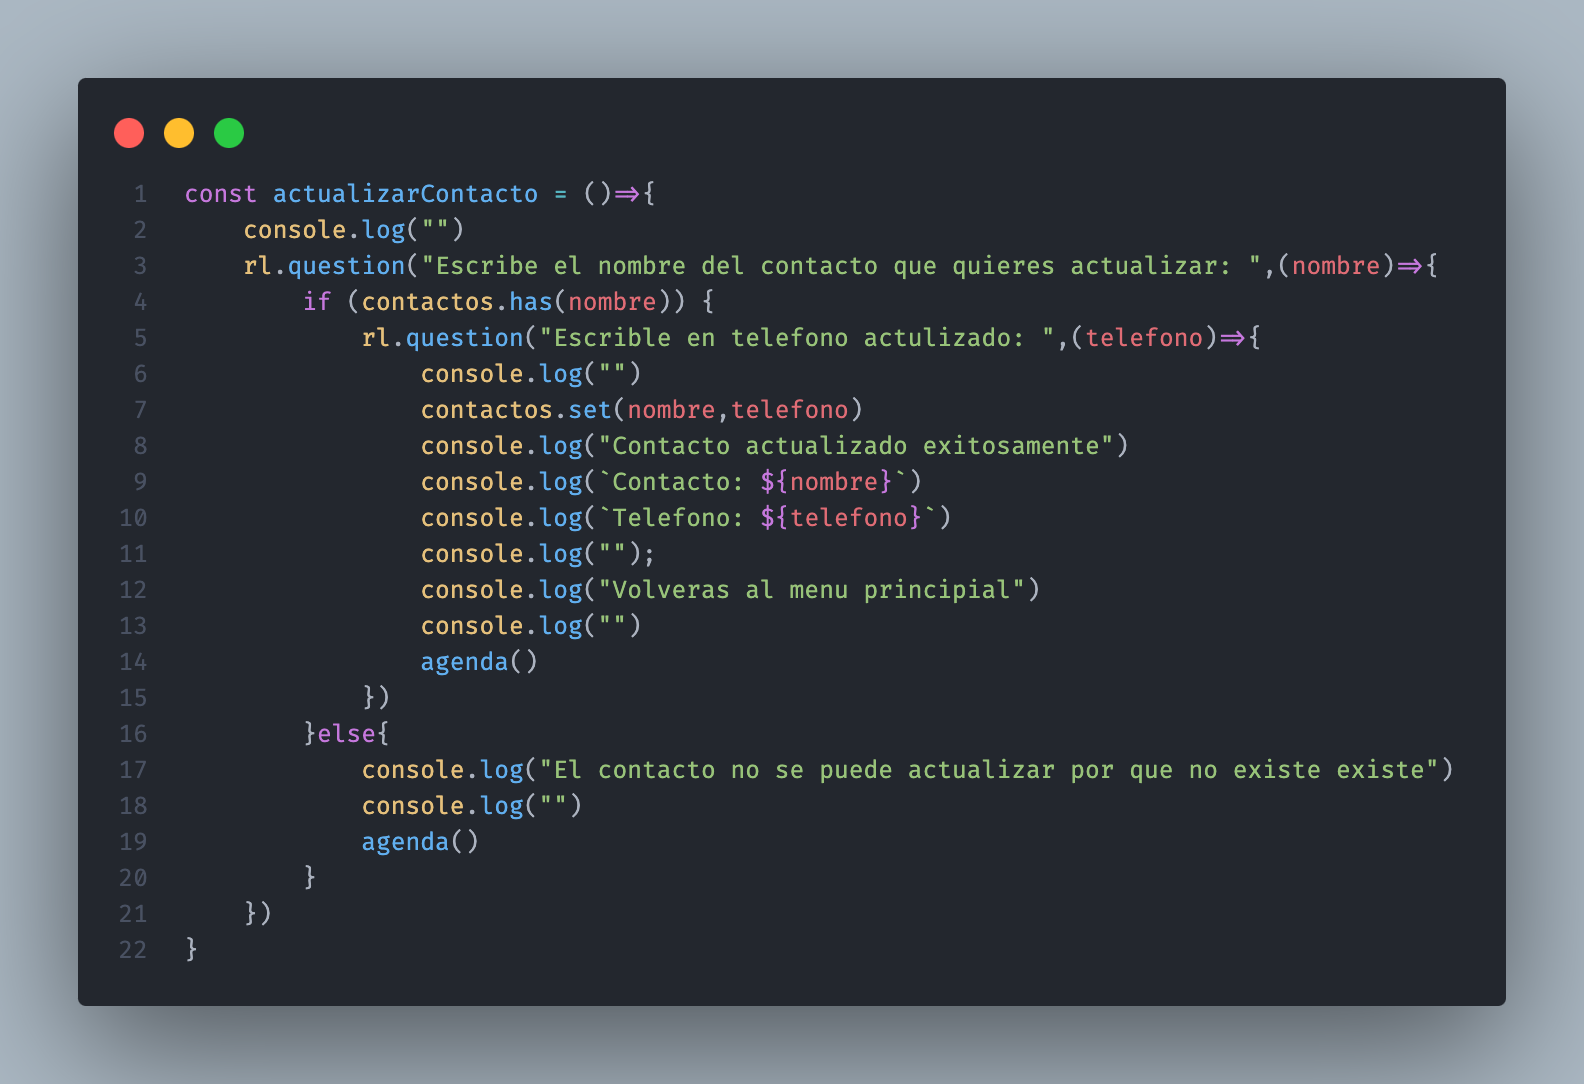 1 const actualizarContacto = ()=>{
2     console.log("")
3     rl.question("Escribe el nombre del contacto que quieres actualizar: ",(nombre)=>{
4         if (contactos.has(nombre)) {
5             rl.question("Escrible en telefono actulizado: ",(telefono)=>{
6                 console.log("")
7                 contactos.set(nombre,telefono)
8                 console.log("Contacto actualizado exitosamente")
9                 console.log(`Contacto: ${nombre}`)
10                 console.log(`Telefono: ${telefono}`)
11                 console.log("");
12                 console.log("Volveras al menu principial")
13                 console.log("")
14                 agenda()
15             })
16         }else{
17             console.log("El contacto no se puede actualizar por que no existe existe")
18             console.log("")
19             agenda()
20         }
21     })
22 }